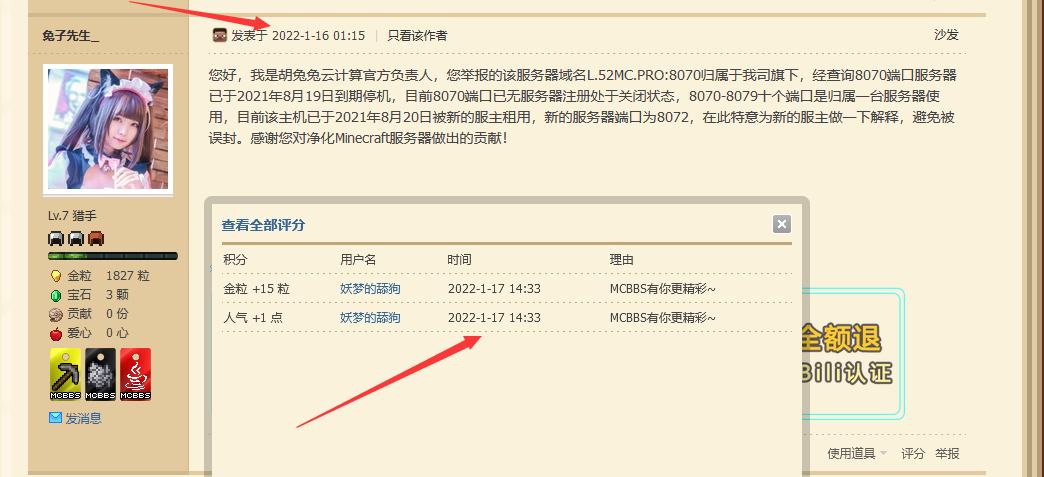 兔子先生_
发表于 2022-1-16 01:15 | 只看该作者
沙发
您好，我是胡兔兔云计算官方负责人，您举报的该服务器域名L.52MC.PRO:8070归属于我司旗下，经查询8070端口服务器
已于2021年8月19日到期停机，目前8070端口已无服务器注册处于关闭状态，8070-8079十个端口是归属一台服务器使
用，目前该主机已于2021年8月20日被新的服主租用，新的服务器端口为8072，在此特意为新的服主做一下解释，避免被
误封。感谢您对净化Minecraft服务器做出的贡献！
Lv.7 猎手
金粒 1827 粒
宝石 3 颗
贡献 0 份
爱心 0 心
MCBBS MCBBS MCBBS
发消息
查看全部评分
积分 用户名 时间 理由
金粒 +15 粒 妖梦的舔狗 2022-1-17 14:33 MCBBS有你更精彩~
人气 +1 点 妖梦的舔狗 2022-1-17 14:33 MCBBS有你更精彩~
全额退
Bili认证
使用道具 评分 举报